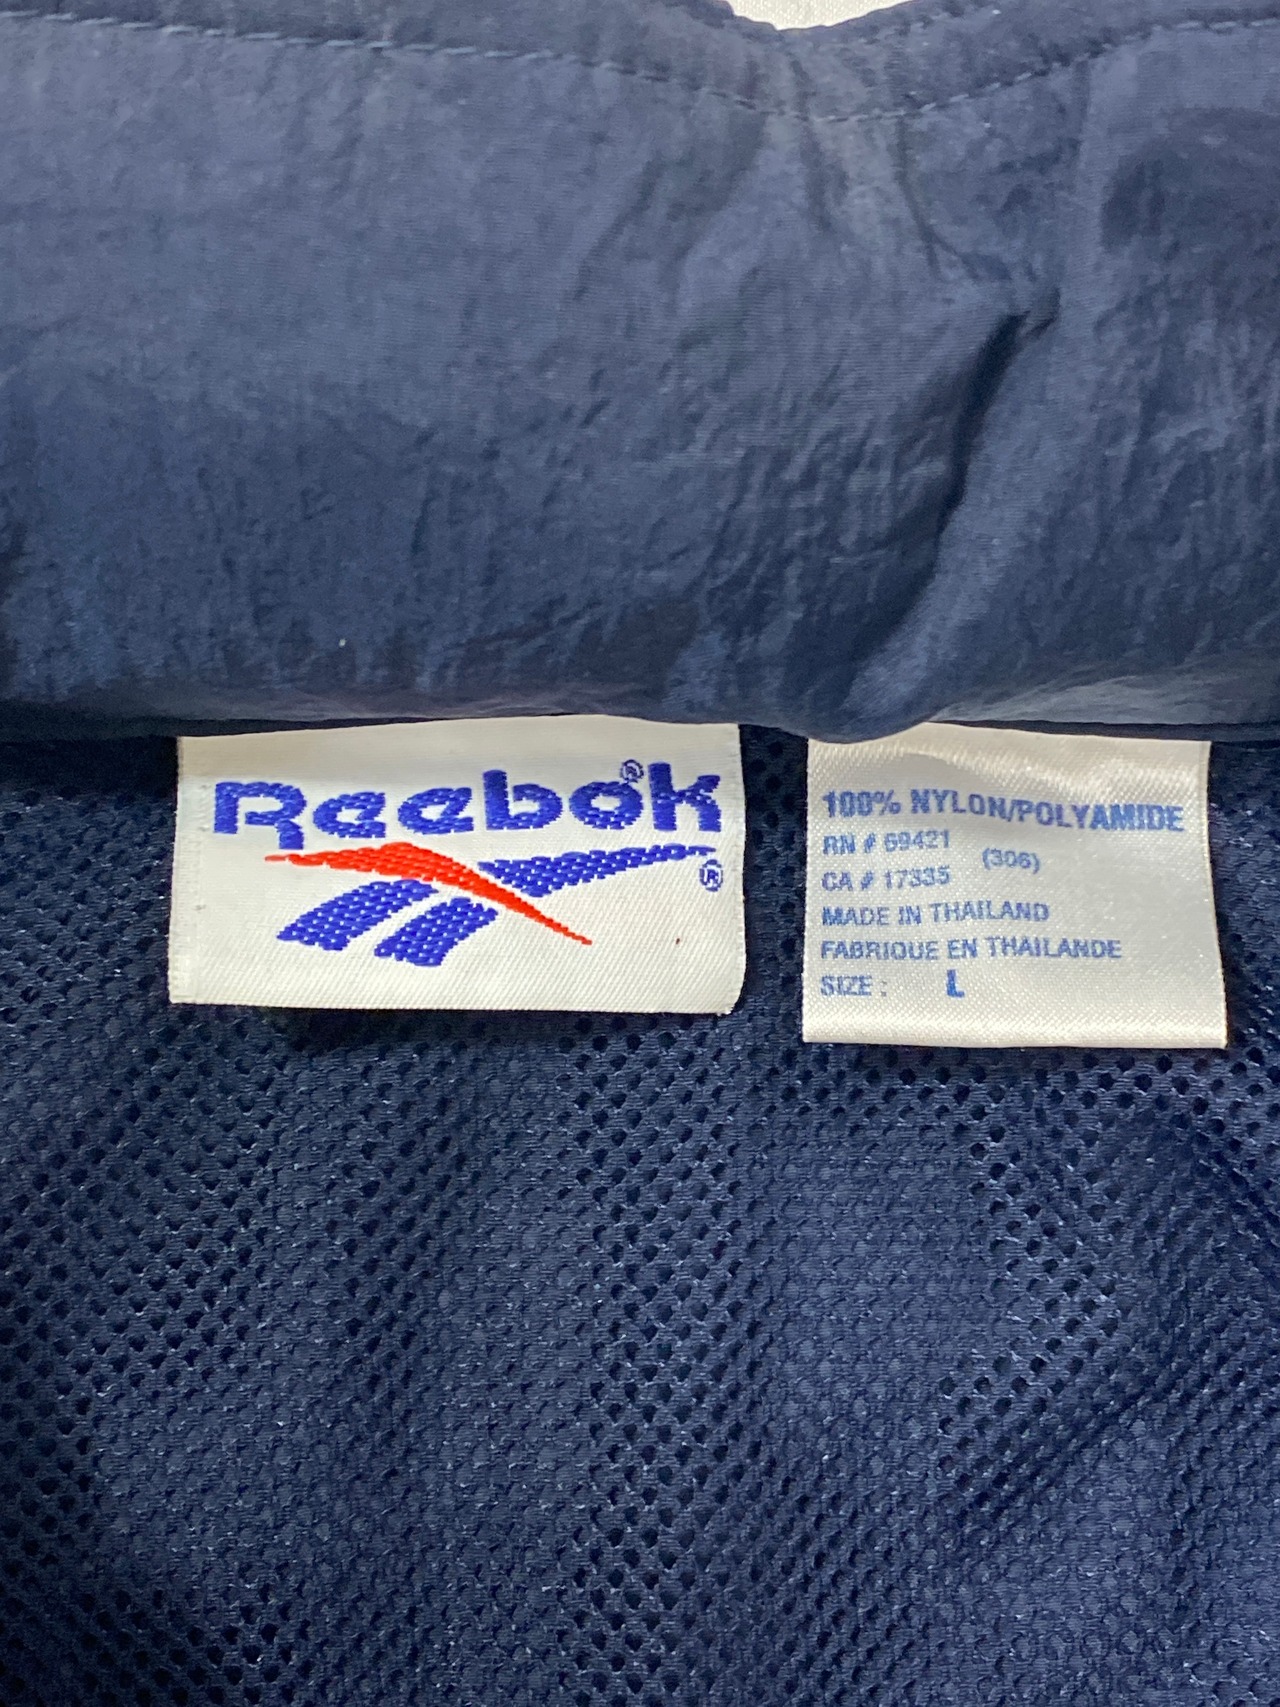 Reebok®
®
100% NYLON/POLYAMIDE
RN # 69421
(306)
CA # 17335
MADE IN THAILAND
FABRIQUE EN THAILANDE
SIZE : L